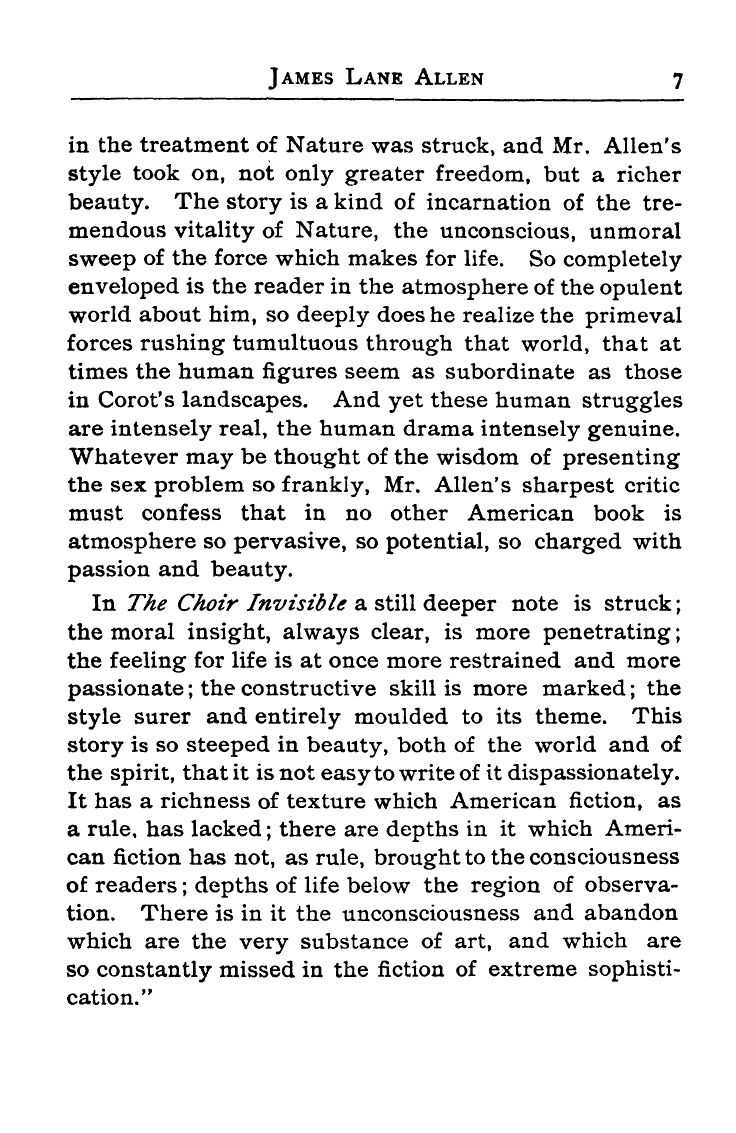 JAMES LANE ALLEN 7
in the treatment of Nature was struck, and Mr. Allen's
style took on, not only greater freedom, but a richer
beauty. The story is a kind of incarnation of the tre-
mendous vitality of Nature, the unconscious, unmoral
sweep of the force which makes for life. So completely
enveloped is the reader in the atmosphere of the opulent
world about him, so deeply does he realize the primeval
forces rushing tumultuous through that world, that at
times the human figures seem as subordinate as those
in Corot's landscapes. And yet these human struggles
are intensely real, the human drama intensely genuine.
Whatever may be thought of the wisdom of presenting
the sex problem so frankly, Mr. Allen's sharpest critic
must confess that in no other American book is
atmosphere so pervasive, so potential, so charged with
passion and beauty.
In The Choir Invisible a still deeper note is struck;
the moral insight, always clear, is more penetrating;
the feeling for life is at once more restrained and more
passionate; the constructive skill is more marked; the
style surer and entirely moulded to its theme. This
story is so steeped in beauty, both of the world and of
the spirit, that it is not easy to write of it dispassionately.
It has a richness of texture which American fiction, as
a rule, has lacked; there are depths in it which Ameri-
can fiction has not, as rule, brought to the consciousness
of readers; depths of life below the region of observa-
tion. There is in it the unconsciousness and abandon
which are the very substance of art, and which are
so constantly missed in the fiction of extreme sophisti-
cation."